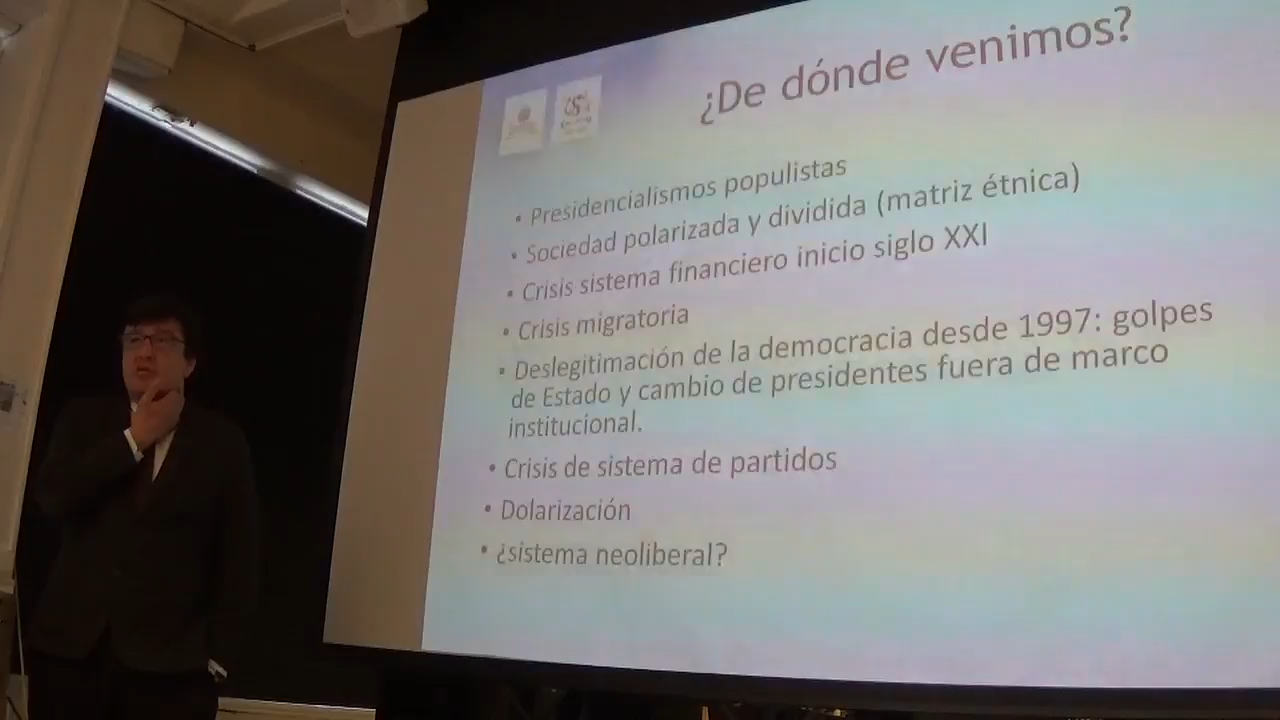 ¿De dónde venimos?
• Presidencialismos populistas
• Sociedad polarizada y dividida (matriz étnica)
• Crisis sistema financiero inicio siglo XXI
• Crisis migratoria
• Deslegitimación de la democracia desde 1997: golpes
de Estado y cambio de presidentes fuera de marco
institucional.
• Crisis de sistema de partidos
• Dolarización
• ¿sistema neoliberal?